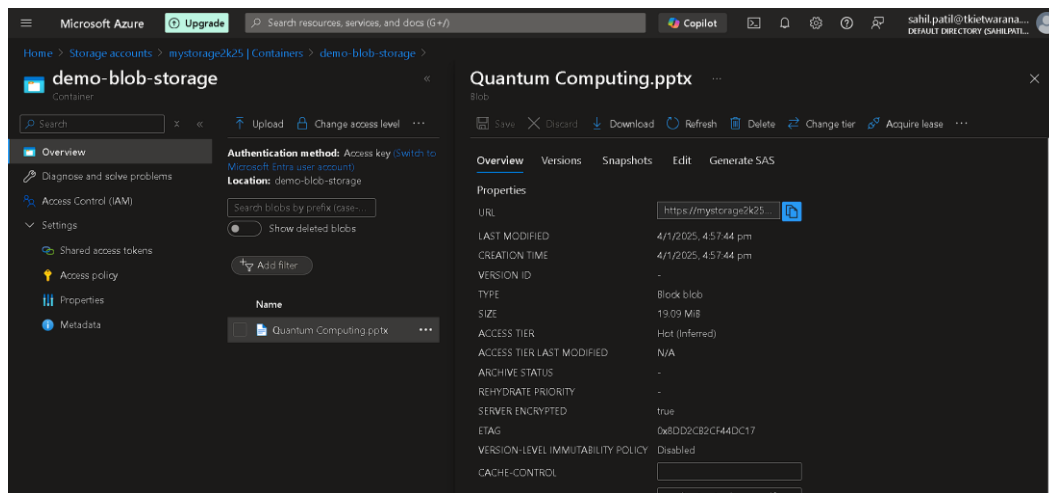 Microsoft Azure
Upgrade
Search resources, services, and docs (G+/)
Copilot
sahil.patil@tkietwarana....
DEFAULT DIRECTORY (SAHILPATI...
Home > Storage accounts > mystorage2k25 | Containers > demo-blob-storage >
demo-blob-storage
Container
Search
Overview
Diagnose and solve problems
Access Control (IAM)
Settings
Shared access tokens
Access policy
Properties
Metadata
Upload
Change access level
Authentication method: Access key (Switch to
Microsoft Entra user account)
Location: demo-blob-storage
Search blobs by prefix (case-...
Show deleted blobs
Add filter
Name
Quantum Computing.pptx
Quantum Computing.pptx
Blob
Save Discard Download Refresh Delete Change tier Acquire lease
Overview Versions Snapshots Edit Generate SAS
Properties
URL https://mystorage2k25...
LAST MODIFIED 4/1/2025, 4:57:44 pm
CREATION TIME 4/1/2025, 4:57:44 pm
VERSION ID -
TYPE Block blob
SIZE 19.09 MiB
ACCESS TIER Hot (Inferred)
ACCESS TIER LAST MODIFIED N/A
ARCHIVE STATUS -
REHYDRATE PRIORITY -
SERVER ENCRYPTED true
ETAG 0x8DD2CB2CF44DC17
VERSION-LEVEL IMMUTABILITY POLICY Disabled
CACHE-CONTROL